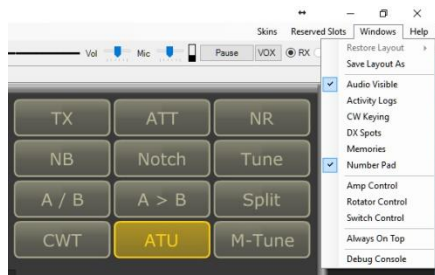 Skins Reserved Slots Windows Help
Vol Mic Pause VOX RX
Restore Layout
Save Layout As
Audio Visible
Activity Logs
CW Keying
DX Spots
Memories
Number Pad
Amp Control
Rotator Control
Switch Control
Always On Top
Debug Console
TX ATT NR
NB Notch Tune
A / B A > B Split
CWT ATU M-Tune